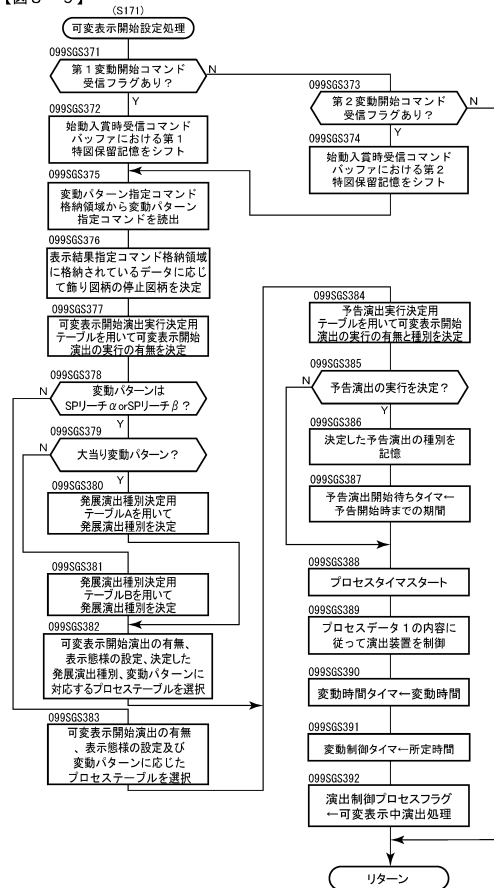 【図8－9】
(S171)
可変表示開始設定処理
099SGS371
第１変動開始コマンド
受信フラグあり？
N
Y
099SGS372
始動入賞時受信コマンド
バッファにおける第１
特図保留記憶をシフト
099SGS373
第２変動開始コマンド
受信フラグあり？
N
Y
099SGS374
始動入賞時受信コマンド
バッファにおける第２
特図保留記憶をシフト
099SGS375
変動パターン指定コマンド
格納領域から変動パターン
指定コマンドを読出
099SGS376
表示結果指定コマンド格納領域
に格納されているデータに応じ
て飾り図柄の停止図柄を決定
099SGS377
可変表示開始演出実行決定用
テーブルを用いて可変表示開始
演出の実行の有無を決定
099SGS378
N
変動パターンは
SPリーチαorSPリーチβ？
Y
099SGS379
N
大当り変動パターン？
Y
099SGS380
発展演出種別決定用
テーブルAを用いて
発展演出種別を決定
099SGS381
発展演出種別決定用
テーブルBを用いて
発展演出種別を決定
099SGS382
可変表示開始演出の有無、
表示態様の設定、決定した
発展演出種別、変動パターンに
対応するプロセステーブルを選択
099SGS383
可変表示開始演出の有無
、表示態様の設定及び
変動パターンに応じた
プロセステーブルを選択
099SGS384
予告演出実行決定用
テーブルを用いて可変表示開始
演出の実行の有無と種別を決定
099SGS385
N
予告演出の実行を決定？
Y
099SGS386
決定した予告演出の種別を
記憶
099SGS387
予告演出開始待ちタイマ←
予告開始時までの期間
099SGS388
プロセスタイマスタート
099SGS389
プロセスデータ１の内容に
従って演出装置を制御
099SGS390
変動時間タイマ←変動時間
099SGS391
変動制御タイマ←所定時間
099SGS392
演出制御プロセスフラグ
←可変表示中演出処理
リターン